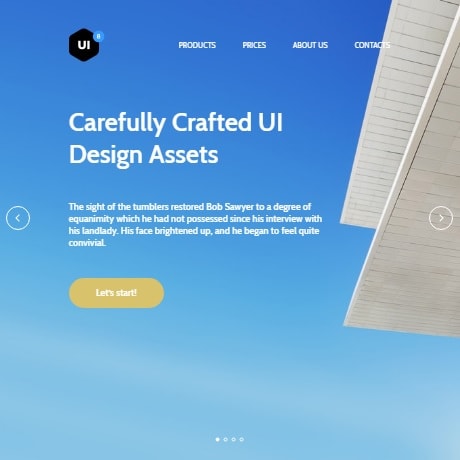 UI 8
PRODUCTS PRICES ABOUT US CONTACTS
Carefully Crafted UI
Design Assets
The sight of the tumblers restored Bob Sawyer to a degree of
equanimity which he had not possessed since his interview with
his landlady. His face brightened up, and he began to feel quite
convivial.
Let's start!